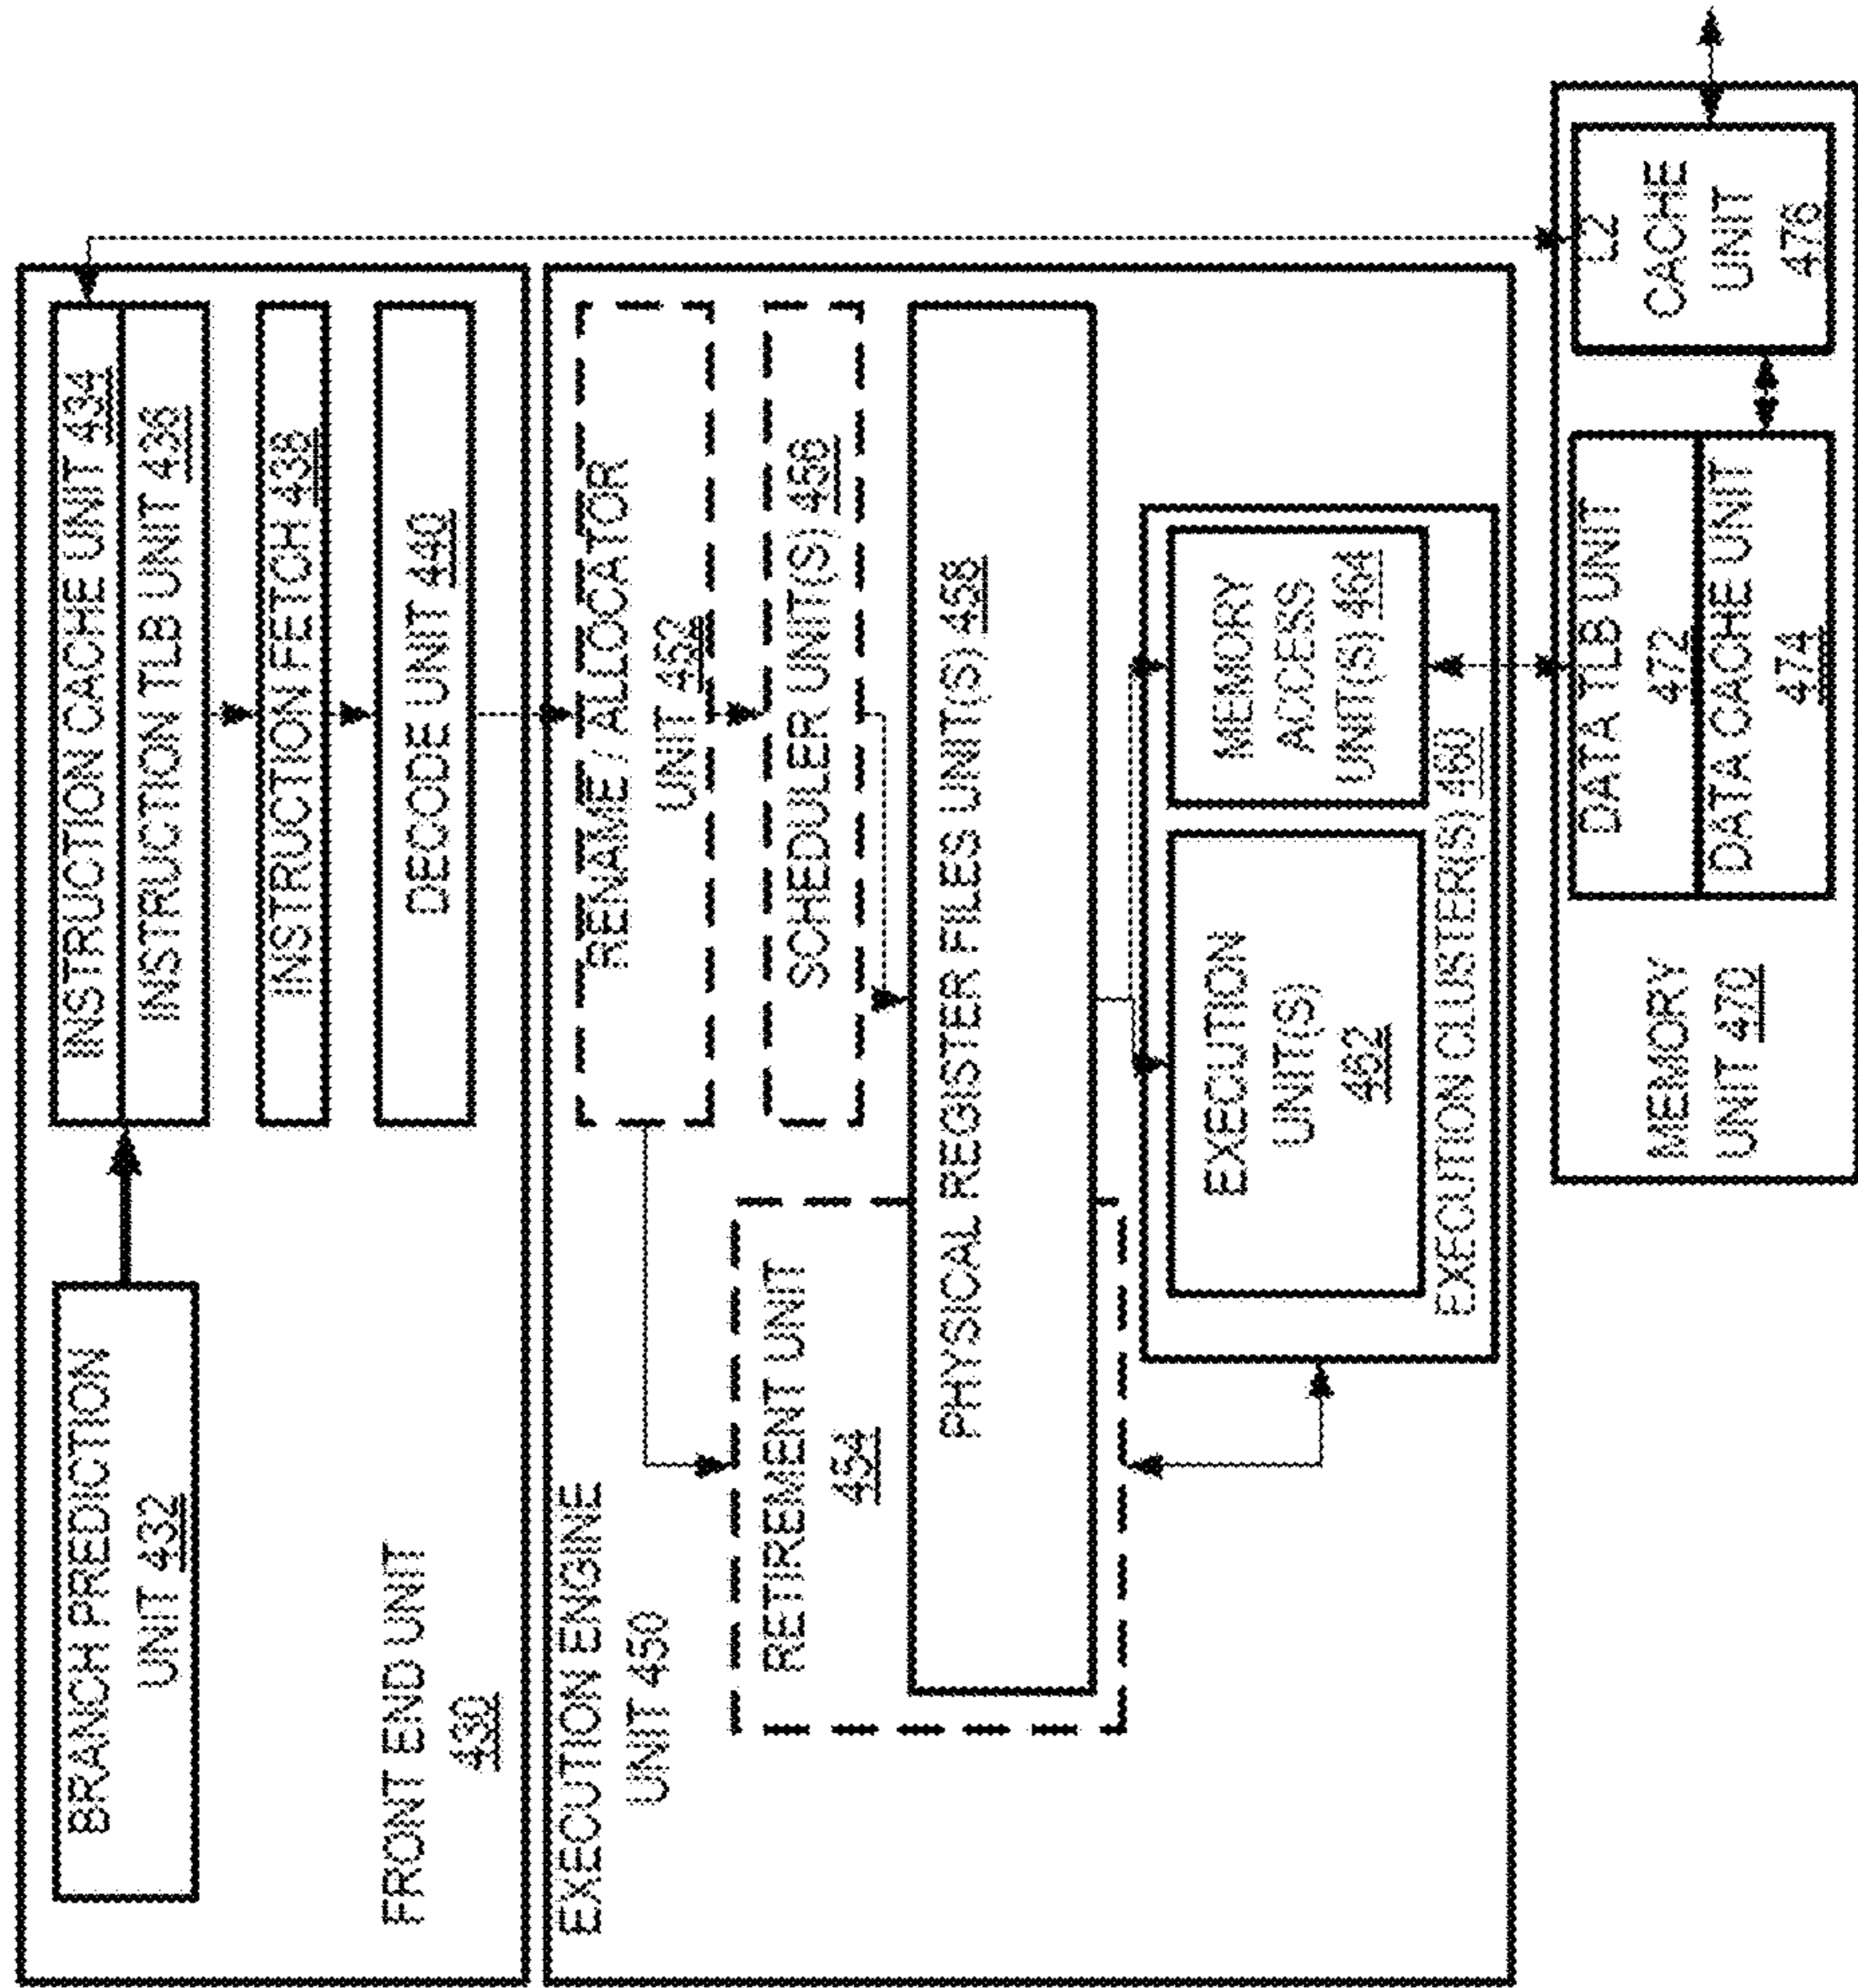 BRANCH PREDICTION
UNIT 432
INSTRUCTION CACHE UNIT 434
INSTRUCTION TLB UNIT 436
INSTRUCTION FETCH 438
DECODE UNIT 440
FRONT END UNIT
430
EXECUTION ENGINE
UNIT 450
RENAME / ALLOCATOR
UNIT 452
SCHEDULER UNIT(S) 456
RETIREMENT UNIT
454
PHYSICAL REGISTER FILES UNIT(S) 458
EXECUTION
UNIT(S)
462
MEMORY
ACCESS
UNIT(S) 464
EXECUTION CLUSTER(S) 460
MEMORY
UNIT 470
DATA TLB UNIT
472
DATA CACHE UNIT
474
L2
CACHE
UNIT
476